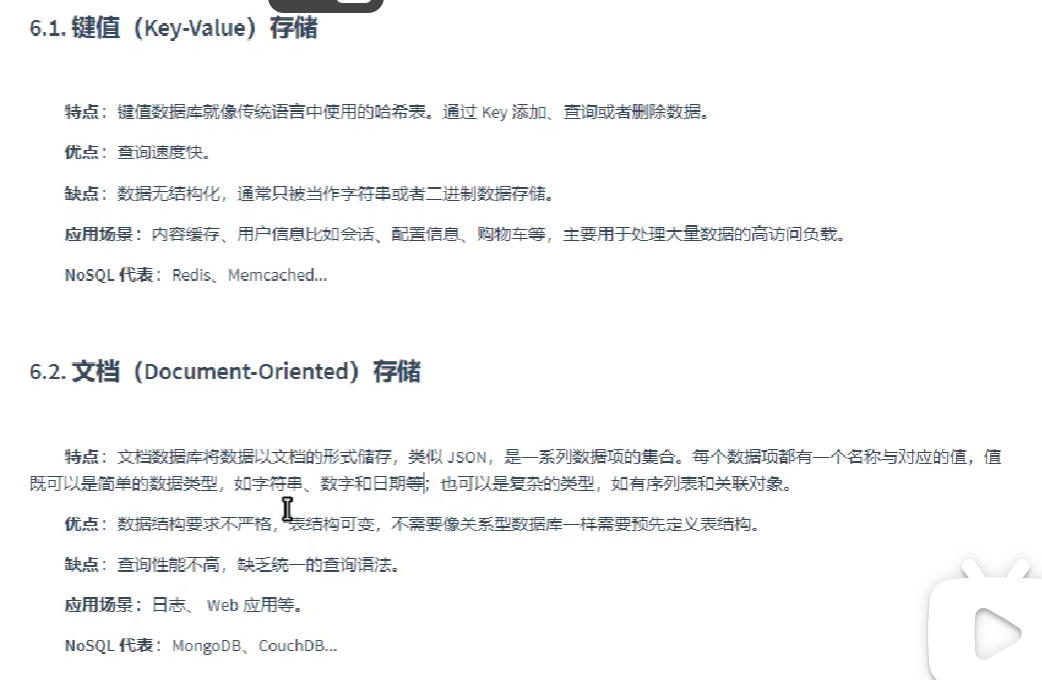 6.1. 键值（Key-Value）存储
特点：键值数据库就像传统语言中使用的哈希表。通过 Key 添加、查询或者删除数据。
优点：查询速度快。
缺点：数据无结构化，通常只被当作字符串或者二进制数据存储。
应用场景：内容缓存、用户信息比如会话、配置信息、购物车等，主要用于处理大量数据的高访问负载。
NoSQL 代表：Redis、Memcached...
6.2. 文档（Document-Oriented）存储
特点：文档数据库将数据以文档的形式储存，类似 JSON，是一系列数据项的集合。每个数据项都有一个名称与对应的值，值
既可以是简单的数据类型，如字符串、数字和日期等；也可以是复杂的类型，如有序列表和关联对象。
优点：数据结构要求不严格，表结构可变，不需要像关系型数据库一样需要预先定义表结构。
缺点：查询性能不高，缺乏统一的查询语法。
应用场景：日志、 Web 应用等。
NoSQL 代表：MongoDB、CouchDB...